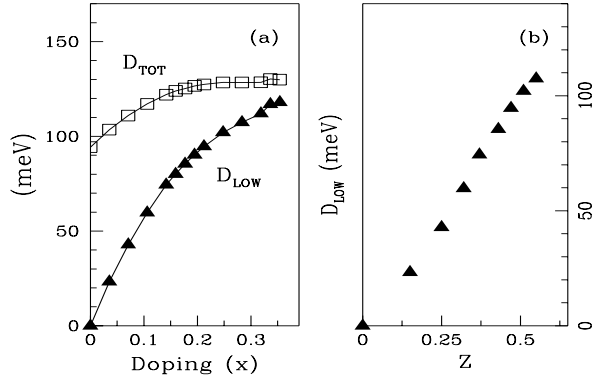 (a)
150
D_TOT
100
(meV)
D_LOW
50
0
0 0.1 0.2 0.3
Doping (x)
(b)
D_LOW (meV)
100
50
0
0 0.25 0.5
Z